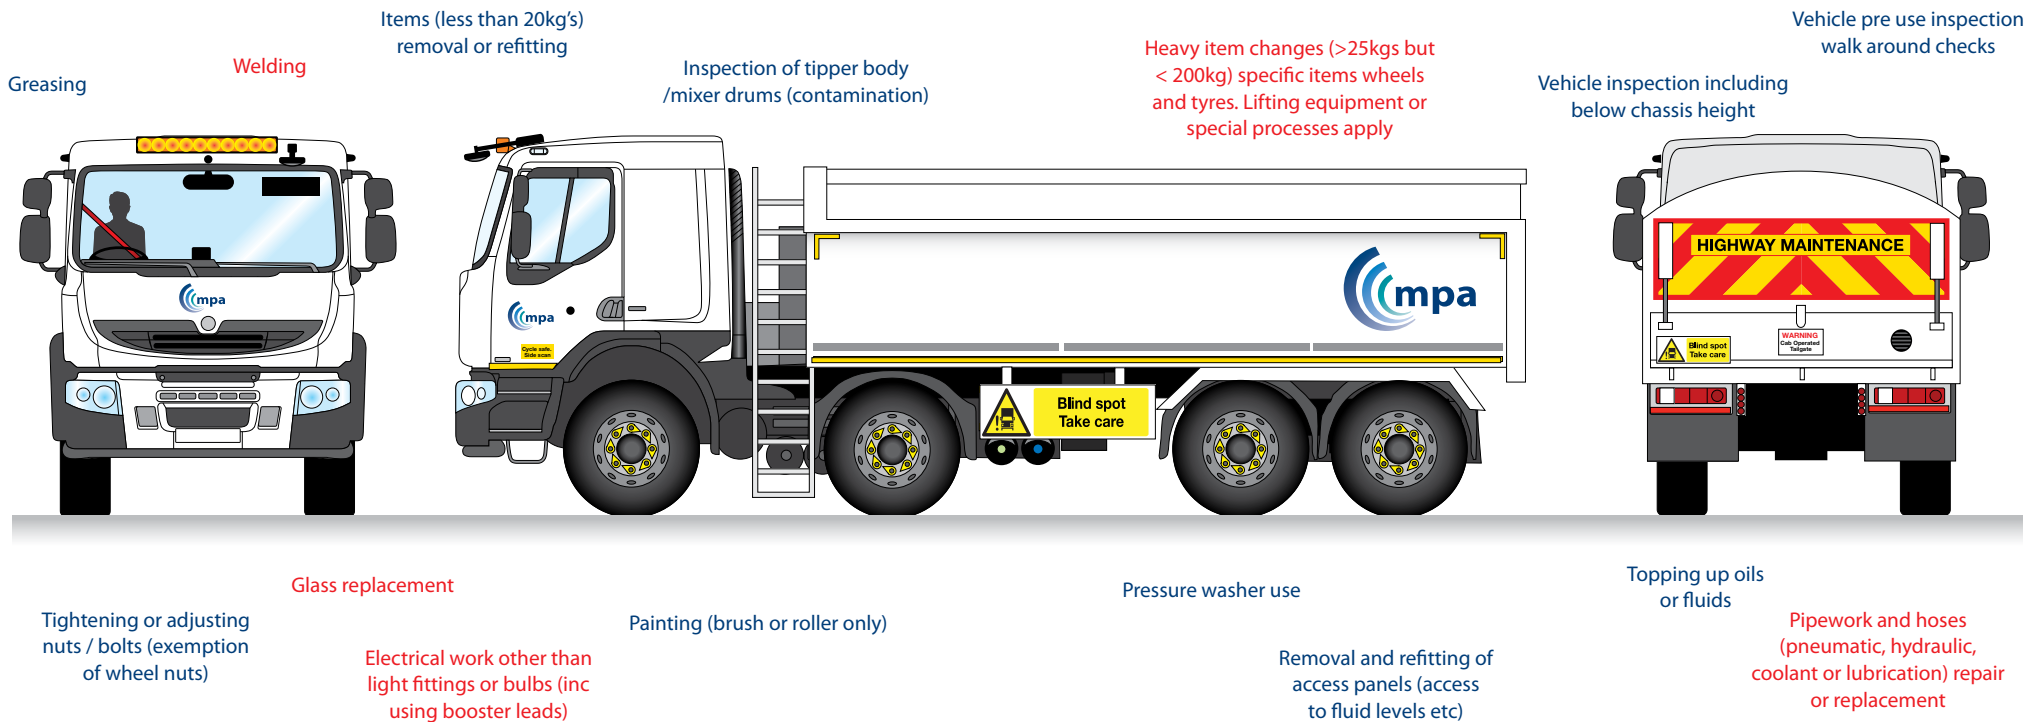 Items (less than 20kg's)
removal or refitting
Welding
Greasing
Inspection of tipper body
/mixer drums (contamination)
Heavy item changes (>25kgs but
< 200kg) specific items wheels
and tyres. Lifting equipment or
special processes apply
Vehicle pre use inspection
walk around checks
Vehicle inspection including
below chassis height
mpa
mpa
Cycle safe.
Side scan
mpa
Blind spot
Take care
HIGHWAY MAINTENANCE
Blind spot
Take care
WARNING
Cab Operated
Tailgate
Glass replacement
Tightening or adjusting
nuts / bolts (exemption
of wheel nuts)
Electrical work other than
light fittings or bulbs (inc
using booster leads)
Painting (brush or roller only)
Pressure washer use
Removal and refitting of
access panels (access
to fluid levels etc)
Topping up oils
or fluids
Pipework and hoses
(pneumatic, hydraulic,
coolant or lubrication) repair
or replacement